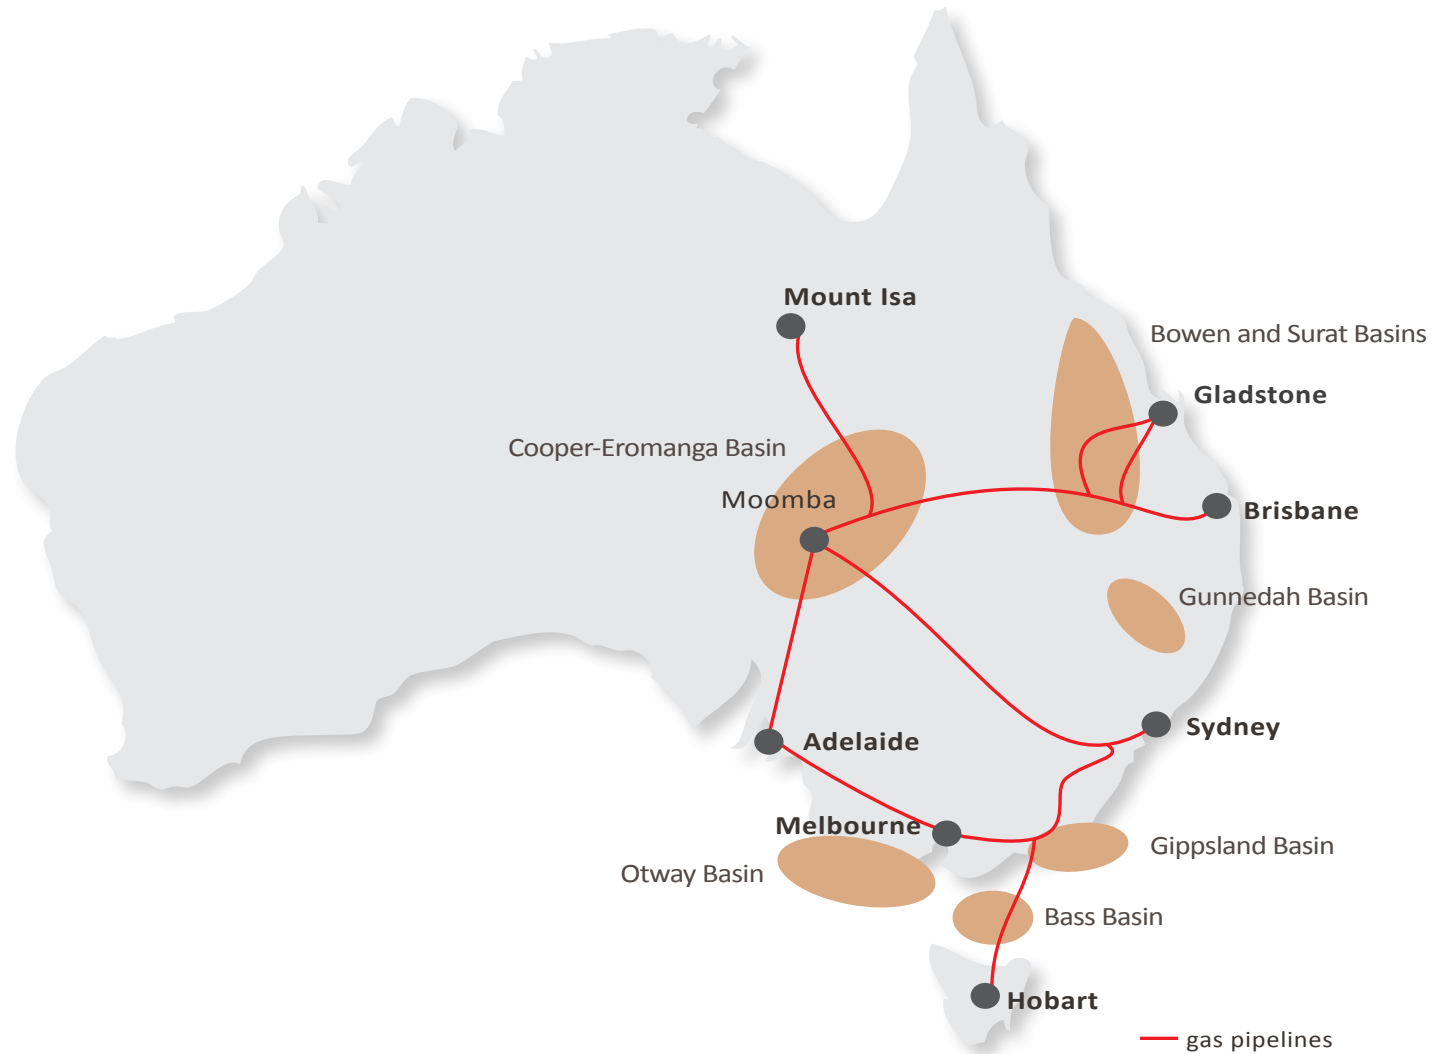 Mount Isa
Bowen and Surat Basins
Gladstone
Cooper-Eromanga Basin
Moomba
Brisbane
Gunnedah Basin
Sydney
Adelaide
Melbourne
Gippsland Basin
Otway Basin
Bass Basin
Hobart
gas pipelines